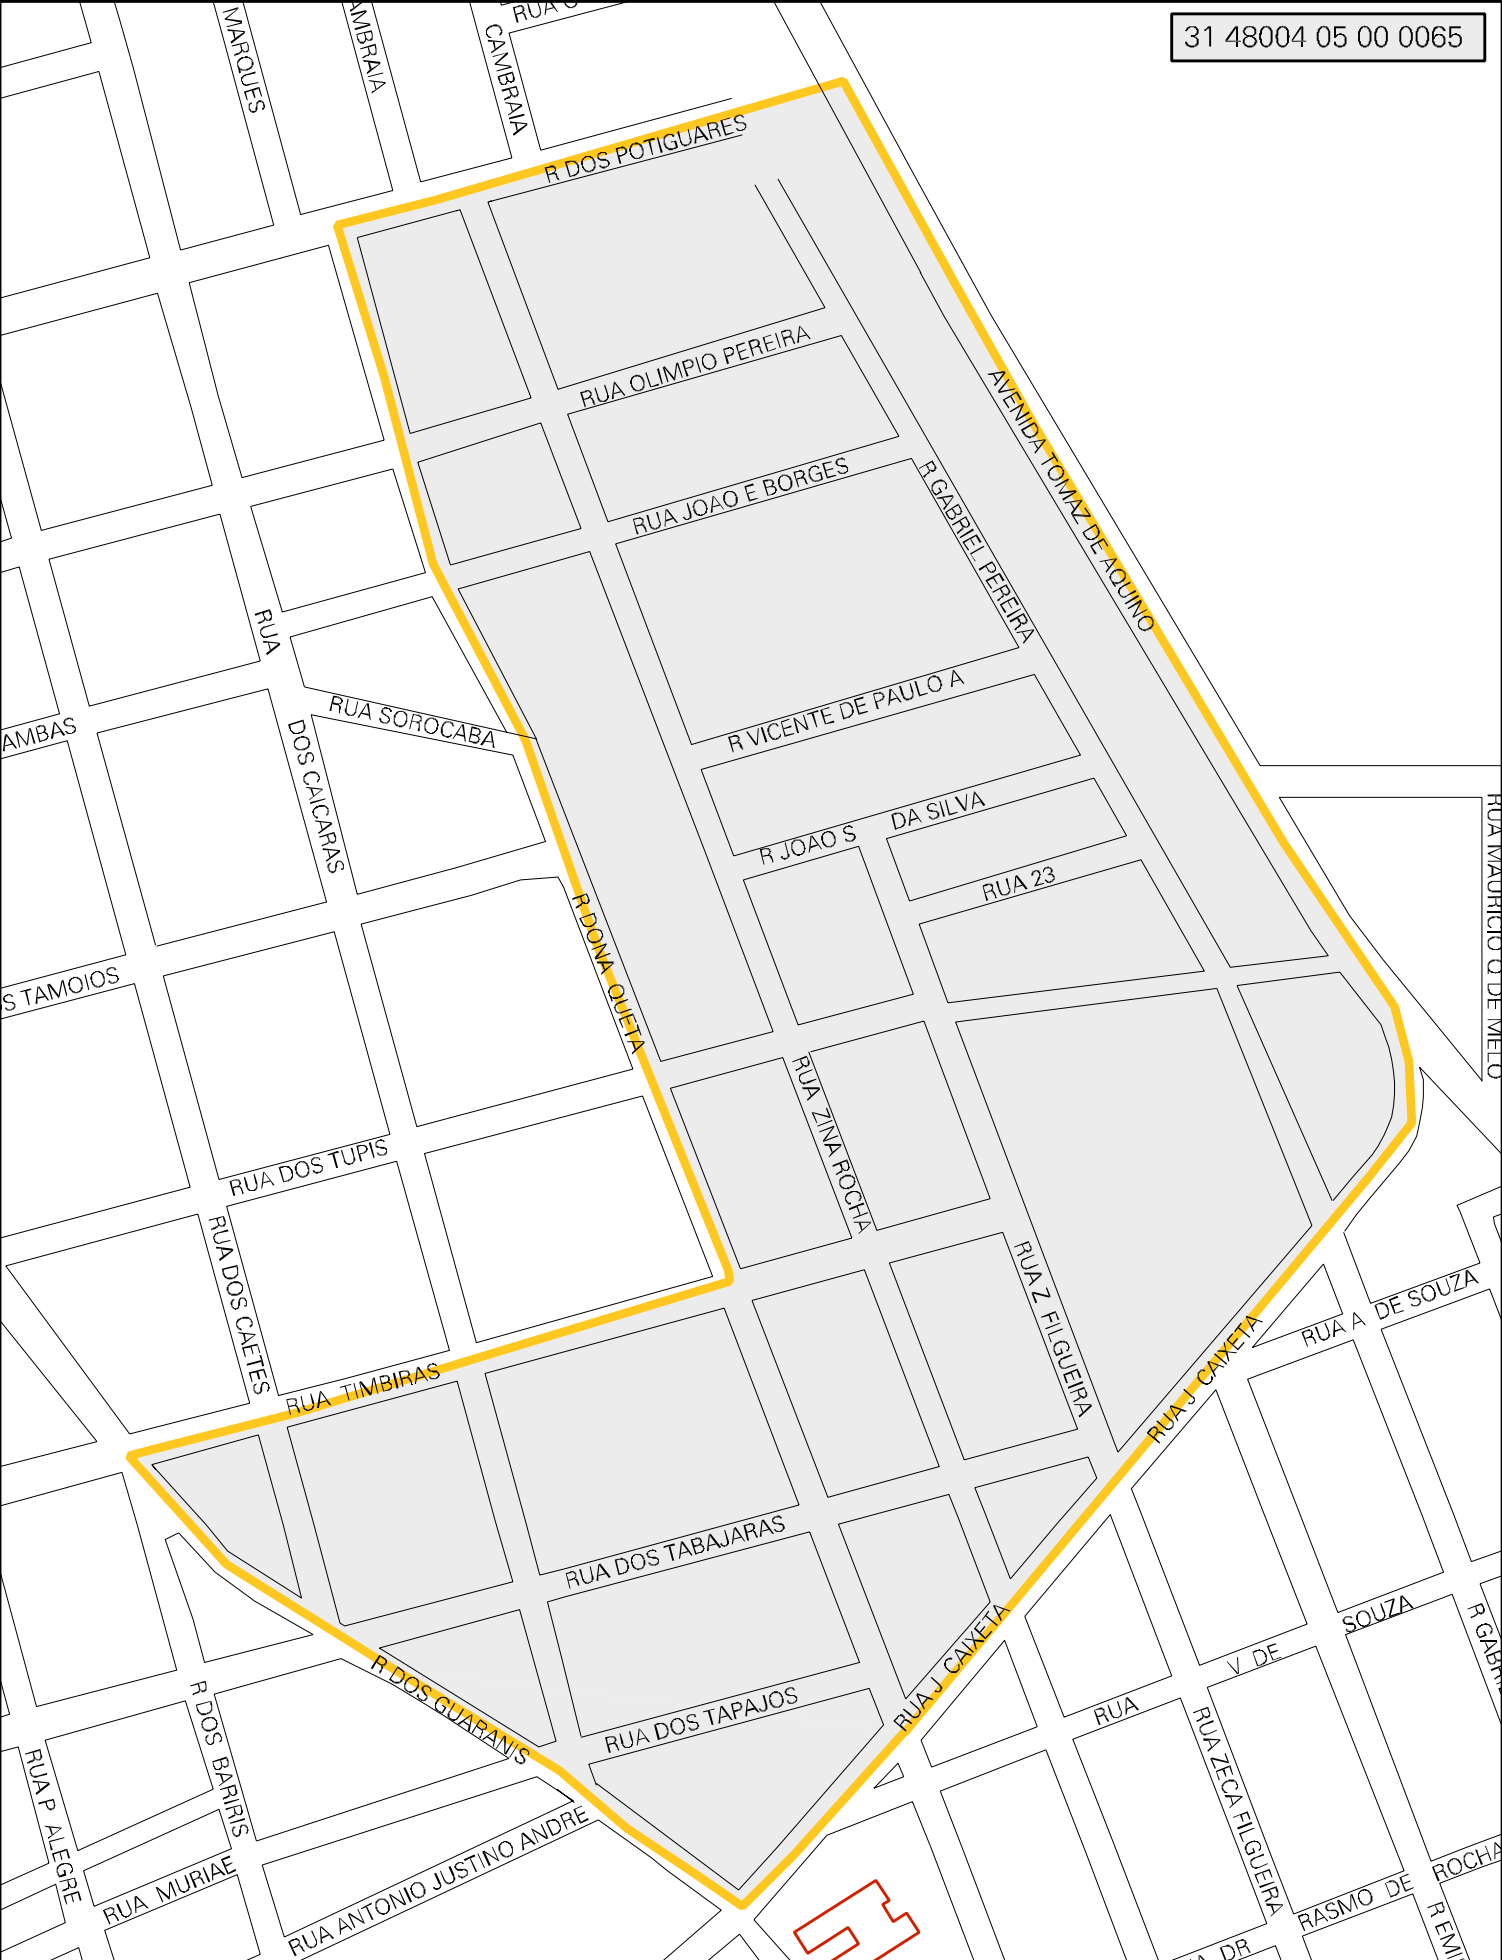 31 48004 05 00 0065
MARQUES
CAMBRAIA
R DOS POTIGUARES
RUA OLIMPIO PEREIRA
AVENIDA TOMAZ DE AQUINO
RUA JOAO E BORGES
R GABRIEL PEREIRA
RUA
DOS CAICARAS
RUA SOROCABA
AMBAS
R VICENTE DE PAULO A
R JOAO S
DA SILVA
RUA MAURICIO Q DE MELO
RUA 23
R DONA QUETA
S TAMOIOS
RUA ZINA ROCHA
RUA DOS TUPIS
RUA DOS CAETES
RUA Z FILGUEIRA
RUA A DE SOUZA
RUA J CAIXETA
RUA TIMBIRAS
RUA DOS TABAJARAS
RUA J CAIXETA
SOUZA
V DE
RUA
R DOS GUARANIS
R DOS BARIRIS
RUA DOS TAPAJOS
RUA ZECA FILGUEIRA
RUA P ALEGRE
RUA MURIAE
RUA ANTONIO JUSTINO ANDRE
ROCHA
RASMO DE
DR